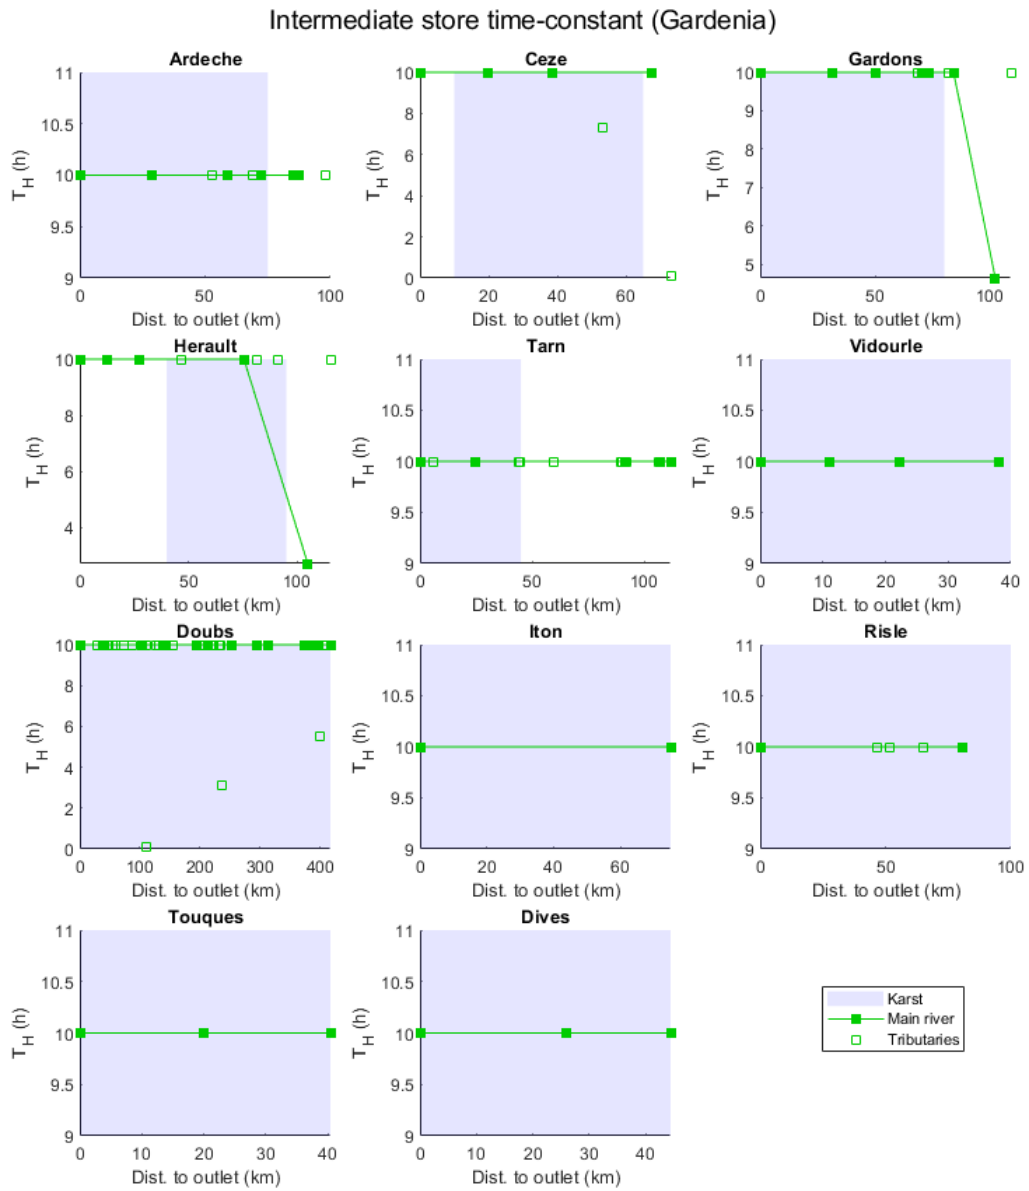 Intermediate store time-constant (Gardenia)
Ardeche
11
10.5
10
9.5
9
T_H (h)
0 50 100
Dist. to outlet (km)
Ceze
10
8
6
4
2
0
T_H (h)
0 20 40 60
Dist. to outlet (km)
Gardons
10
9
8
7
6
5
T_H (h)
0 50 100
Dist. to outlet (km)
Herault
10
8
6
4
T_H (h)
0 50 100
Dist. to outlet (km)
Tarn
11
10.5
10
9.5
9
T_H (h)
0 50 100
Dist. to outlet (km)
Vidourle
11
10.5
10
9.5
9
T_H (h)
0 10 20 30 40
Dist. to outlet (km)
Doubs
10
8
6
4
2
0
T_H (h)
0 100 200 300 400
Dist. to outlet (km)
Iton
11
10.5
10
9.5
9
T_H (h)
0 20 40 60
Dist. to outlet (km)
Risle
11
10.5
10
9.5
9
T_H (h)
0 50 100
Dist. to outlet (km)
Touques
11
10.5
10
9.5
9
T_H (h)
0 10 20 30 40
Dist. to outlet (km)
Dives
11
10.5
10
9.5
9
T_H (h)
0 10 20 30 40
Dist. to outlet (km)
Karst
Main river
Tributaries